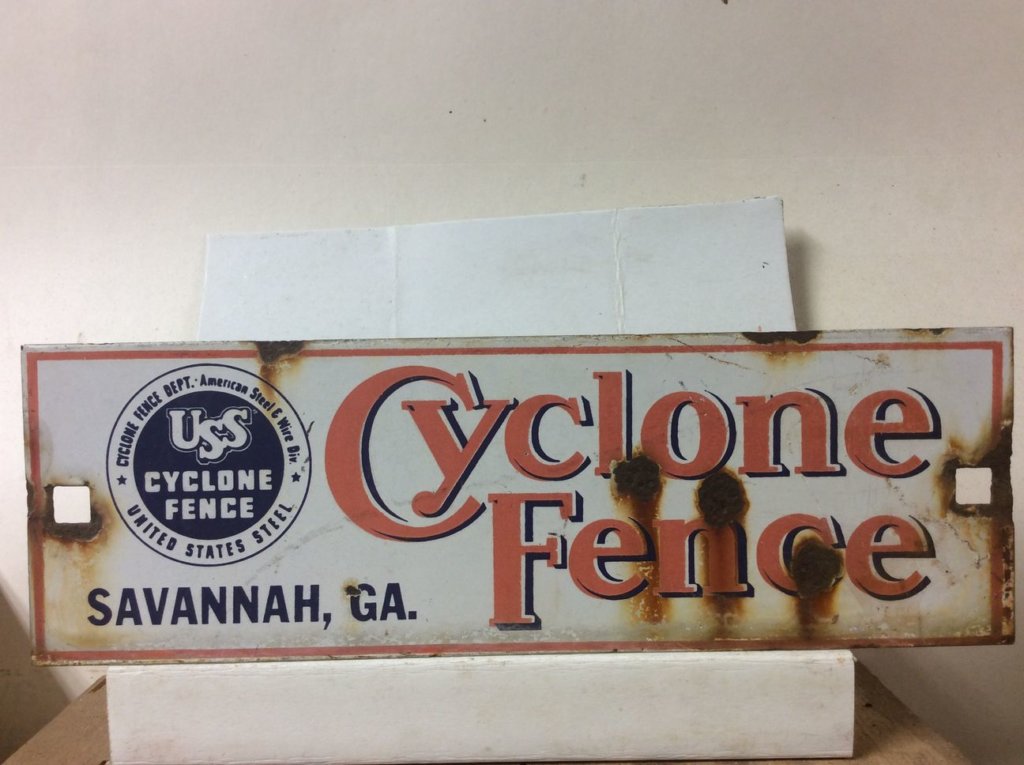 CYCLONE FENCE DEPT. · American Steel & Wire Div.
USS
CYCLONE
FENCE
★ UNITED STATES STEEL ★
SAVANNAH, GA.
Cyclone
Fence